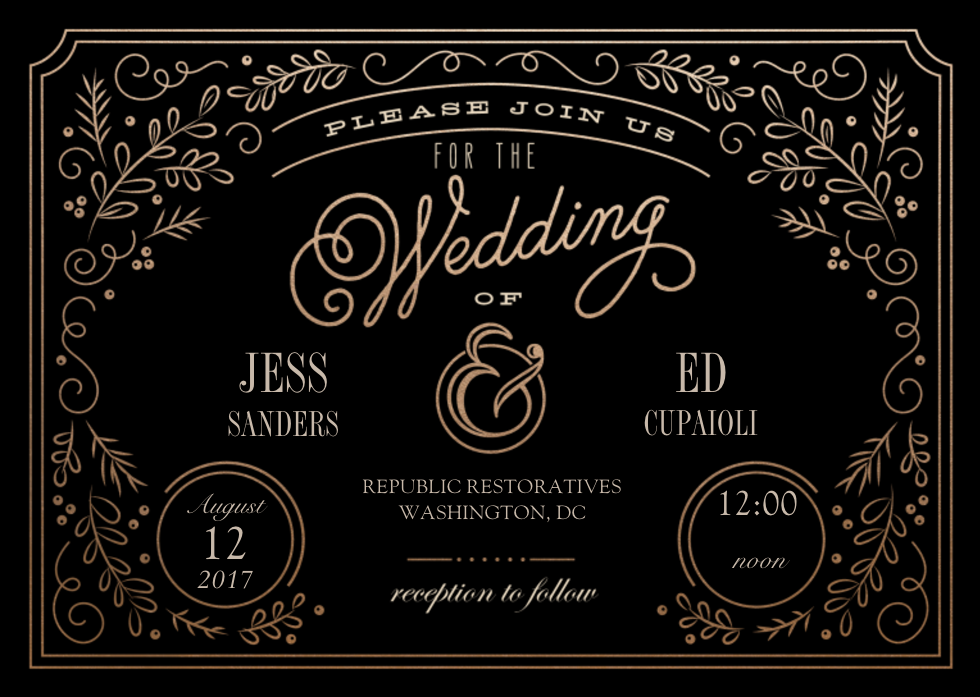 PLEASE JOIN US
FOR THE
Wedding
OF
JESS
SANDERS
&
ED
CUPAIOLI
REPUBLIC RESTORATIVES
WASHINGTON, DC
August
12
2017
12:00
noon
reception to follow